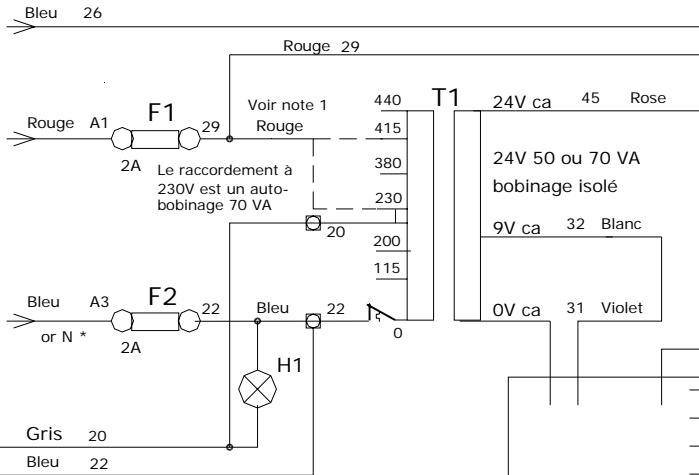 Bleu 26
Rouge 29
Voir note 1
440
T1
24V ca 45 Rose
F1
Rouge A1
29
Rouge
415
2A
Le raccordement à
230V est un auto-
bobinage 70 VA
380
24V 50 ou 70 VA
bobinage isolé
230
20
9V ca 32 Blanc
200
115
F2
Bleu A3
22
Bleu
22
0V ca 31 Violet
or N *
2A
0
H1
Gris 20
Bleu 22